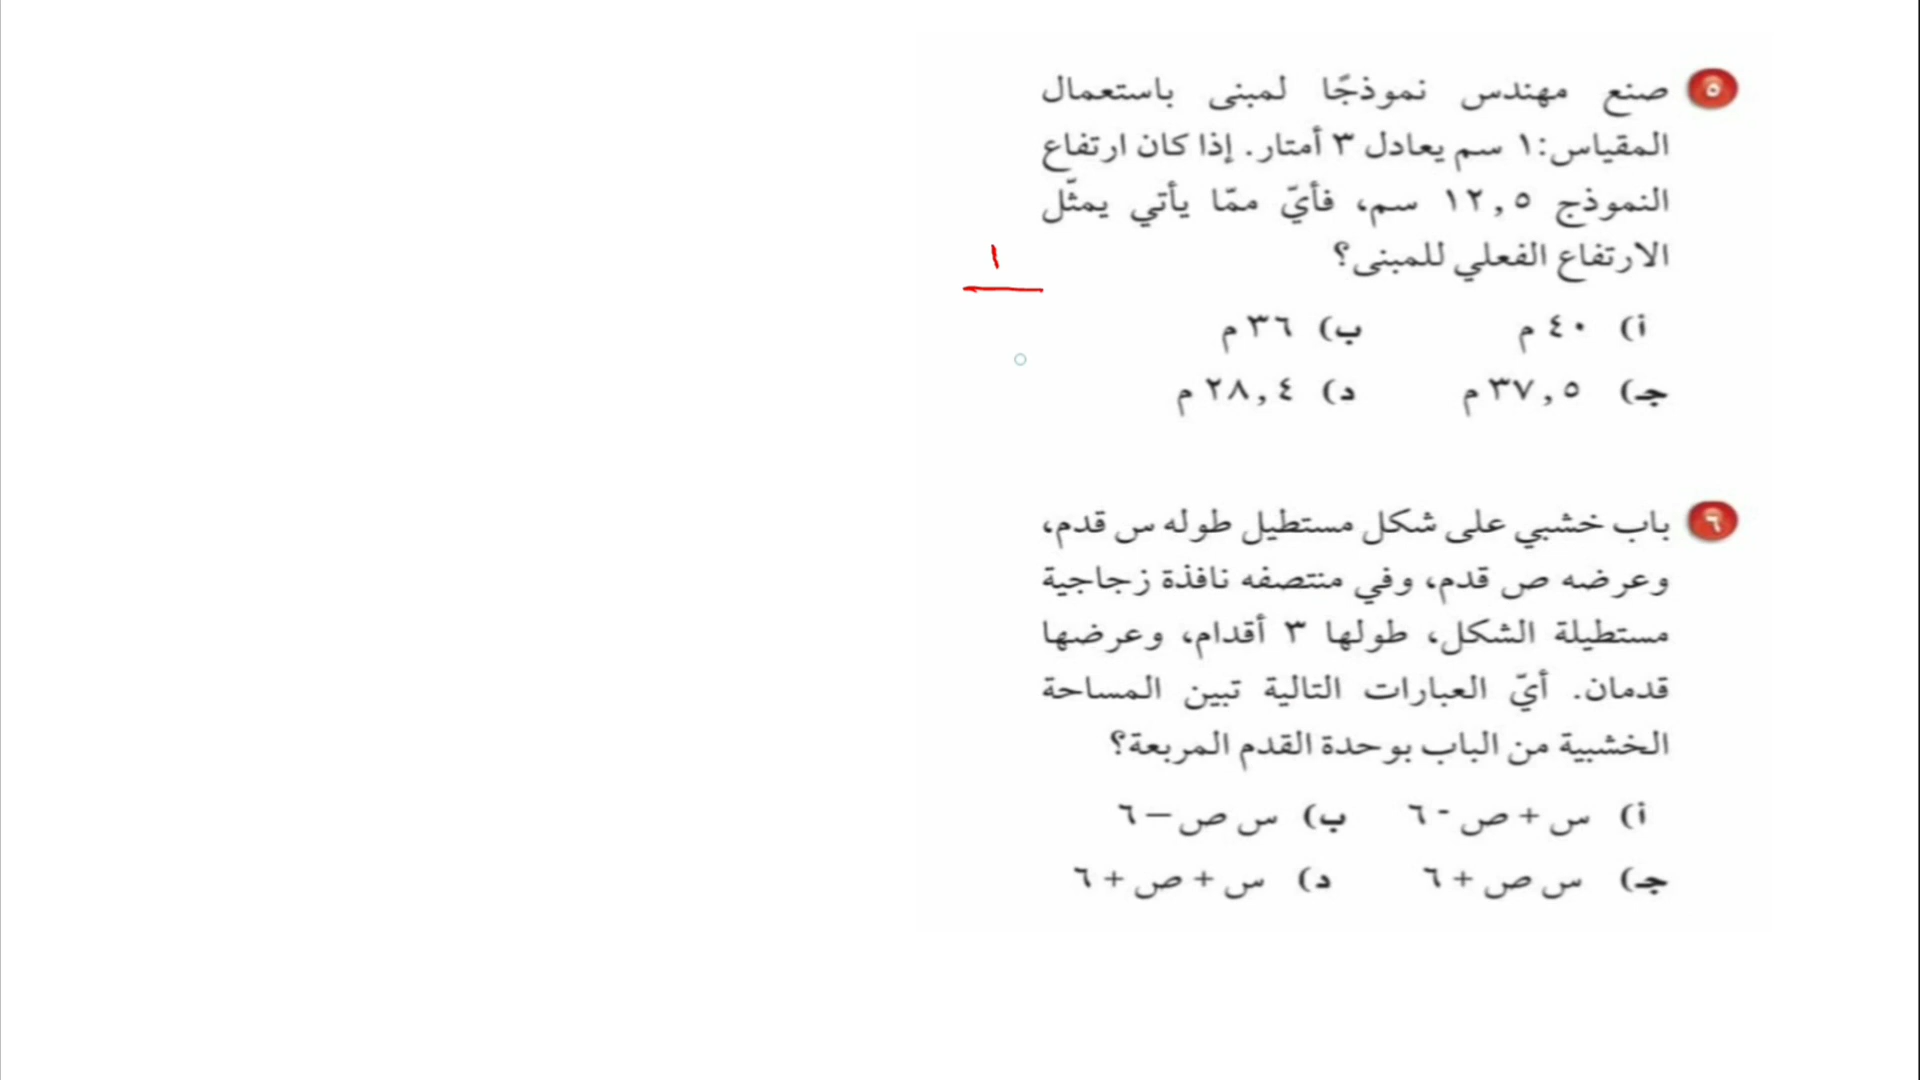 ٥ صنع مهندس نموذجًا لمبنى باستعمال
المقياس:١ سم يعادل ٣ أمتار. إذا كان ارتفاع
النموذج ١٢,٥ سم، فأيّ ممّا يأتي يمثّل
الارتفاع الفعلي للمبنى؟
١
أ) ٤٠ م ب) ٣٦ م
جـ) ٣٧,٥ م د) ٢٨,٤ م
٦ باب خشبي على شكل مستطيل طوله س قدم،
وعرضه ص قدم، وفي منتصفه نافذة زجاجية
مستطيلة الشكل، طولها ٣ أقدام، وعرضها
قدمان. أيّ العبارات التالية تبين المساحة
الخشبية من الباب بوحدة القدم المربعة؟
أ) س + ص - ٦ ب) س ص – ٦
جـ) س ص + ٦ د) س + ص + ٦